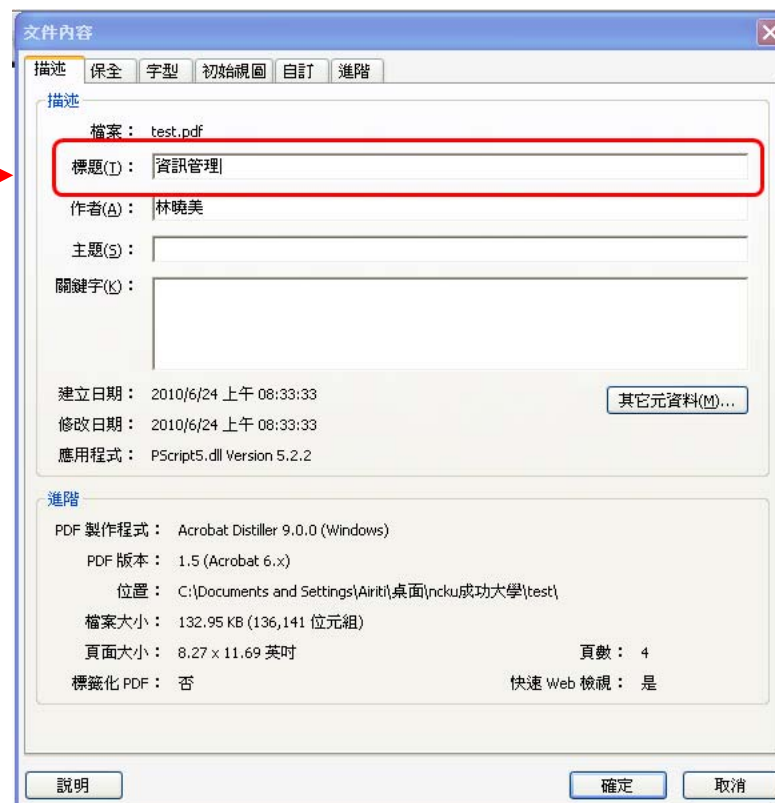 文件內容
描述 保全 字型 初始視圖 自訂 進階
描述
檔案： test.pdf
標題(T)： 資訊管理
作者(A)： 林曉美
主題(S)：
關鍵字(K)：
建立日期： 2010/6/24 上午 08:33:33
其它元資料(M)...
修改日期： 2010/6/24 上午 08:33:33
應用程式： PScript5.dll Version 5.2.2
進階
PDF 製作程式： Acrobat Distiller 9.0.0 (Windows)
PDF 版本： 1.5 (Acrobat 6.x)
位置： C:\Documents and Settings\Airiti\桌面\ncku成功大學\test\
檔案大小： 132.95 KB (136,141 位元組)
頁面大小： 8.27 x 11.69 英吋 頁數： 4
標籤化 PDF： 否 快速 Web 檢視： 是
說明 確定 取消